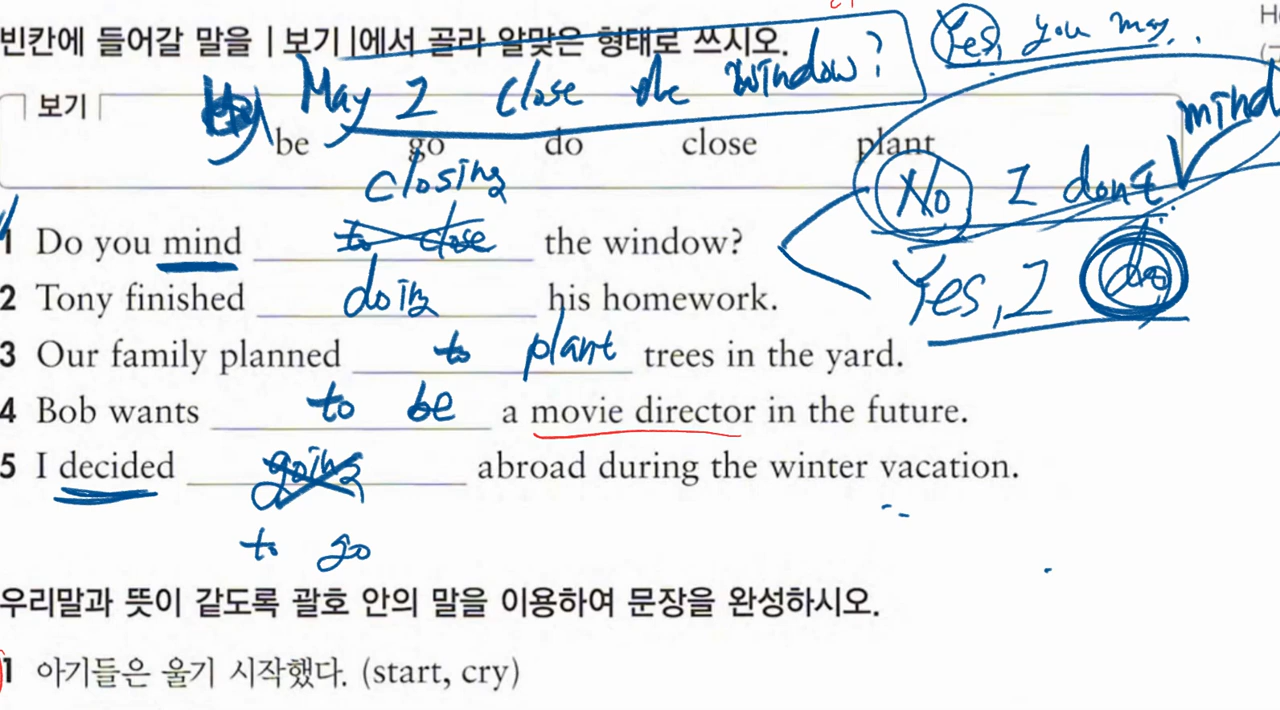 빈칸에 들어갈 말을 | 보기 |에서 골라 알맞은 형태로 쓰시오.
Yes, you may.
May I close the window?
보기
mind
be go do close plant
closing
No I don't
1 Do you mind to close the window?
Yes, I do
2 Tony finished doing his homework.
3 Our family planned to plant trees in the yard.
4 Bob wants to be a movie director in the future.
5 I decided going abroad during the winter vacation.
to go
우리말과 뜻이 같도록 괄호 안의 말을 이용하여 문장을 완성하시오.
1 아기들은 울기 시작했다. (start, cry)